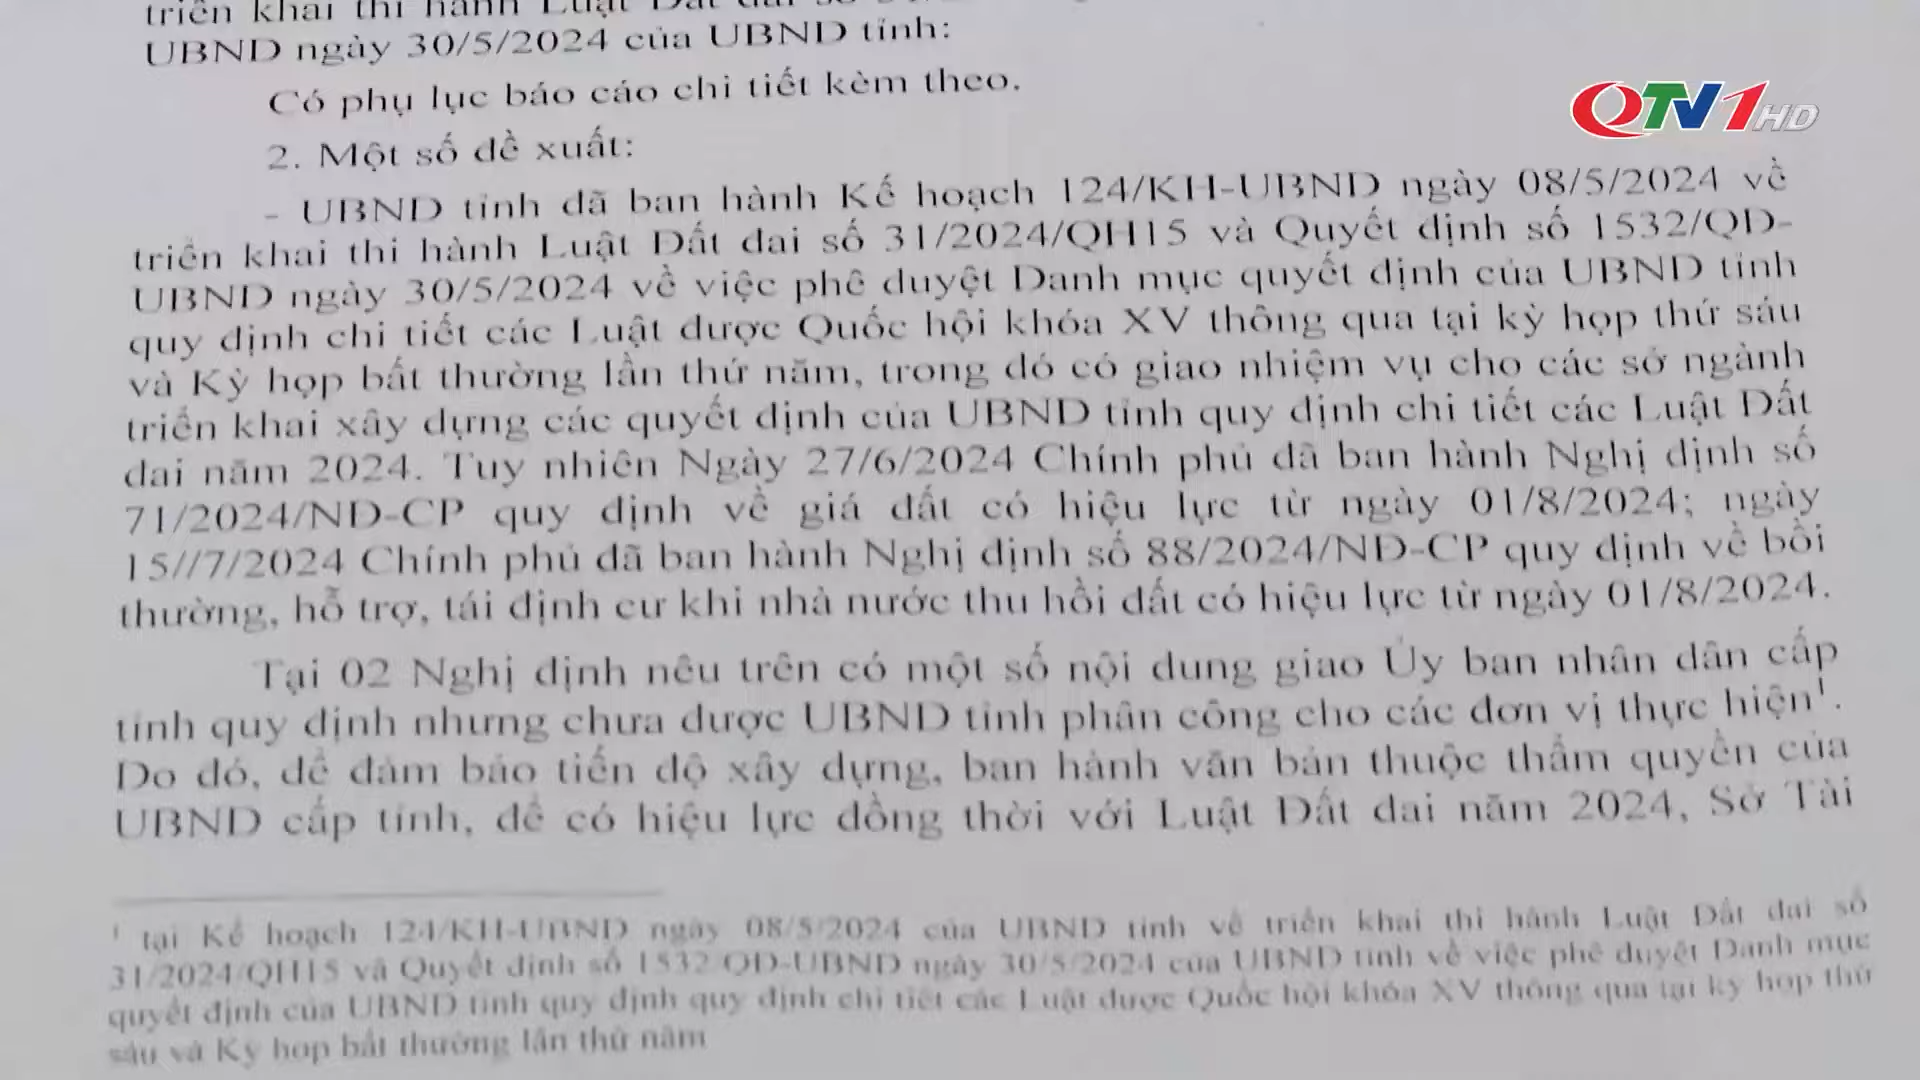 triển khai thi hành Luật Đất đai số
UBND ngày 30/5/2024 của UBND tỉnh:
Có phụ lục báo cáo chi tiết kèm theo.
QTV1HD
2. Một số đề xuất:
- UBND tỉnh đã ban hành Kế hoạch 124/KH-UBND ngày 08/5/2024 về
triển khai thi hành Luật Đất đai số 31/2024/QH15 và Quyết định số 1532/QĐ-
UBND ngày 30/5/2024 về việc phê duyệt Danh mục quyết định của UBND tỉnh
quy định chi tiết các Luật được Quốc hội khóa XV thông qua tại kỳ họp thứ sáu
và Kỳ họp bất thường lần thứ năm, trong đó có giao nhiệm vụ cho các sở ngành
triển khai xây dựng các quyết định của UBND tỉnh quy định chi tiết các Luật Đất
đai năm 2024. Tuy nhiên Ngày 27/6/2024 Chính phủ đã ban hành Nghị định số
71/2024/NĐ-CP quy định về giá đất có hiệu lực từ ngày 01/8/2024; ngày
15//7/2024 Chính phủ đã ban hành Nghị định số 88/2024/NĐ-CP quy định về bồi
thường, hỗ trợ, tái định cư khi nhà nước thu hồi đất có hiệu lực từ ngày 01/8/2024.
Tại 02 Nghị định nêu trên có một số nội dung giao Ủy ban nhân dân cấp
tỉnh quy định nhưng chưa được UBND tỉnh phân công cho các đơn vị thực hiện¹.
Do đó, để đảm bảo tiến độ xây dựng, ban hành văn bản thuộc thẩm quyền của
UBND cấp tỉnh, để có hiệu lực đồng thời với Luật Đất đai năm 2024, Sở Tài
¹ tại Kế hoạch 124/KH-UBND ngày 08/5/2024 của UBND tỉnh về triển khai thi hành Luật Đất đai số
31/2024/QH15 và Quyết định số 1532/QĐ-UBND ngày 30/5/2024 của UBND tỉnh về việc phê duyệt Danh mục
quyết định của UBND tỉnh quy định quy định chi tiết các Luật được Quốc hội khóa XV thông qua tại kỳ họp thứ
sáu và Kỳ họp bất thường lần thứ năm